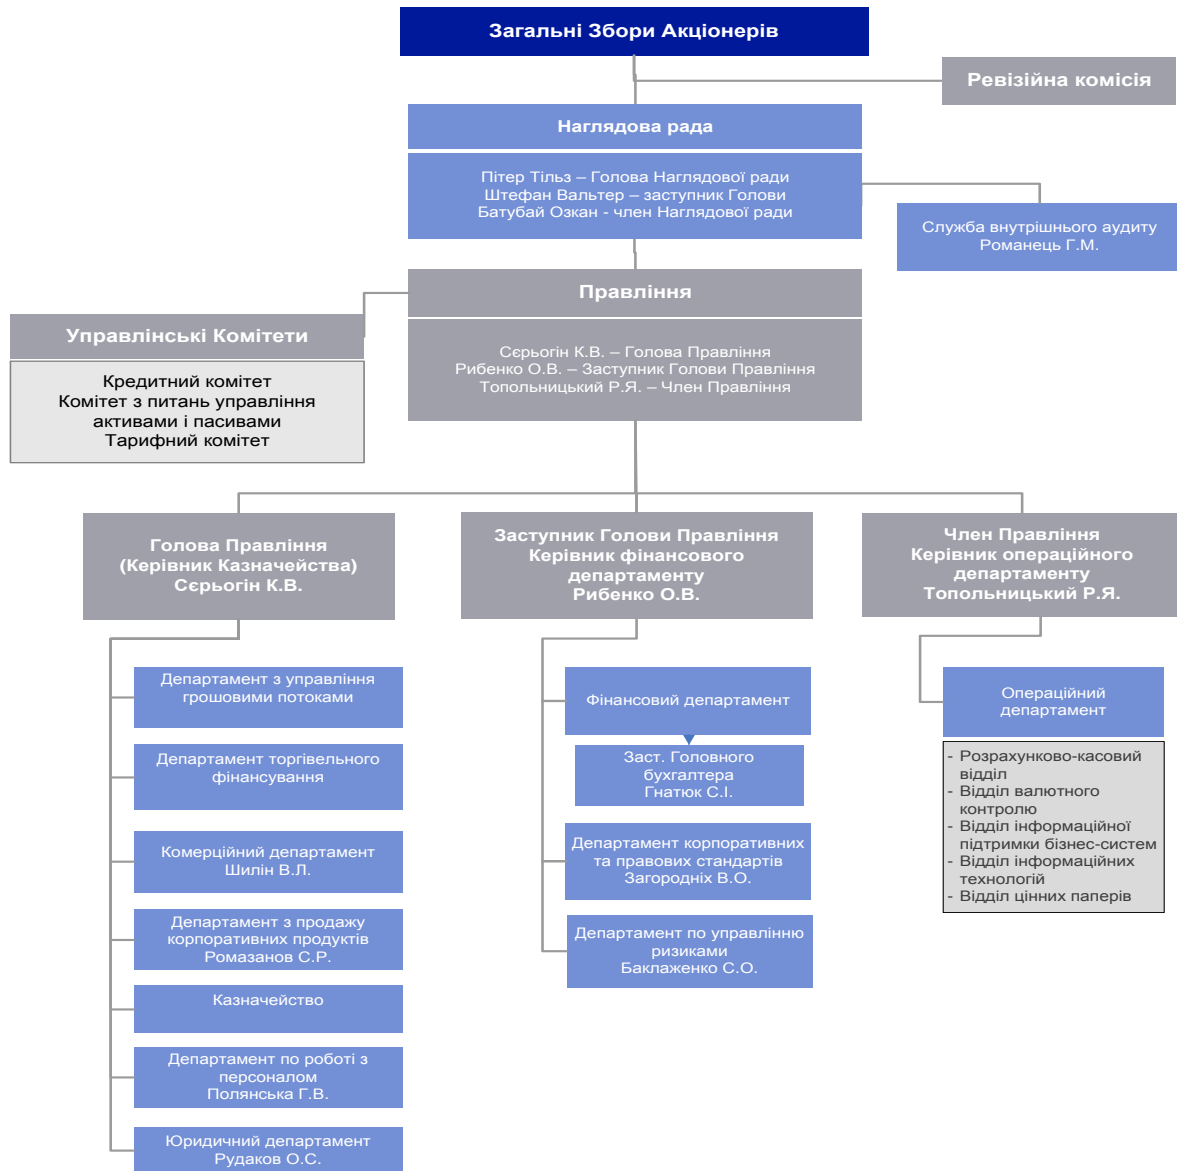 Загальні Збори Акціонерів
Ревізійна комісія
Наглядова рада
Пітер Тільз – Голова Наглядової ради
Штефан Вальтер – заступник Голови
Батубай Озкан - член Наглядової ради
Служба внутрішнього аудиту
Романець Г.М.
Правління
Сєрьогін К.В. – Голова Правління
Рибенко О.В. – Заступник Голови Правління
Топольницький Р.Я. – Член Правління
Управлінські Комітети
Кредитний комітет
Комітет з питань управління
активами і пасивами
Тарифний комітет
Голова Правління
(Керівник Казначейства)
Сєрьогін К.В.
Заступник Голови Правління
Керівник фінансового
департаменту
Рибенко О.В.
Член Правління
Керівник операційного
департаменту
Топольницький Р.Я.
Департамент з управління
грошовими потоками
Департамент торгівельного
фінансування
Комерційний департамент
Шилін В.Л.
Департамент з продажу
корпоративних продуктів
Ромазанов С.Р.
Казначейство
Департамент по роботі з
персоналом
Полянська Г.В.
Юридичний департамент
Рудаков О.С.
Фінансовий департамент
Заст. Головного
бухгалтера
Гнатюк С.І.
Департамент корпоративних
та правових стандартів
Загородніх В.О.
Департамент по управлінню
ризиками
Баклаженко С.О.
Операційний
департамент
- Розрахунково-касовий
відділ
- Відділ валютного
контролю
- Відділ інформаційної
підтримки бізнес-систем
- Відділ інформаційних
технологій
- Відділ цінних паперів